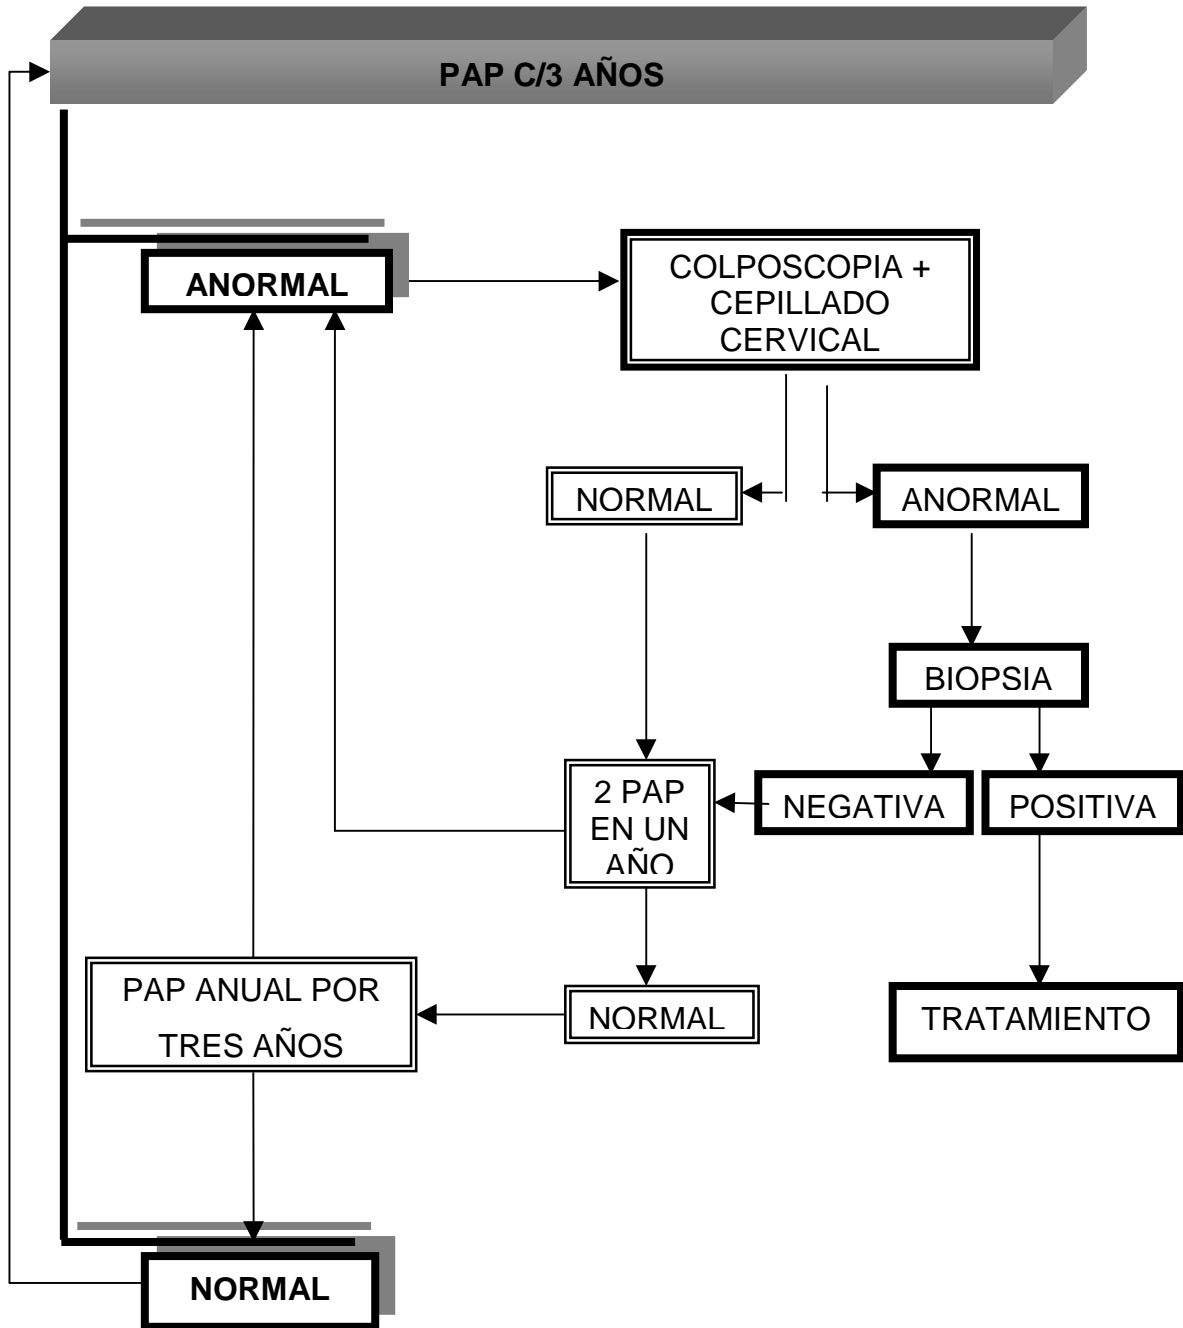 PAP C/3 AÑOS
ANORMAL
COLPOSCOPIA +
CEPILLADO
CERVICAL
NORMAL
ANORMAL
BIOPSIA
2 PAP
EN UN
AÑO
NEGATIVA
POSITIVA
PAP ANUAL POR
TRES AÑOS
NORMAL
TRATAMIENTO
NORMAL